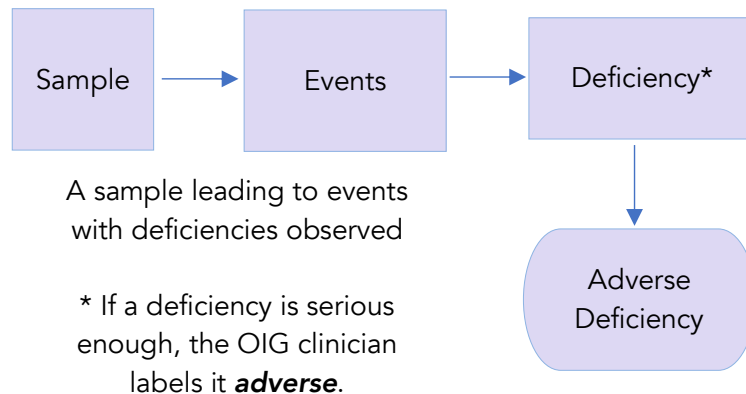 Sample
Events
Deficiency*
A sample leading to events
with deficiencies observed
Adverse
Deficiency
* If a deficiency is serious
enough, the OIG clinician
labels it adverse.